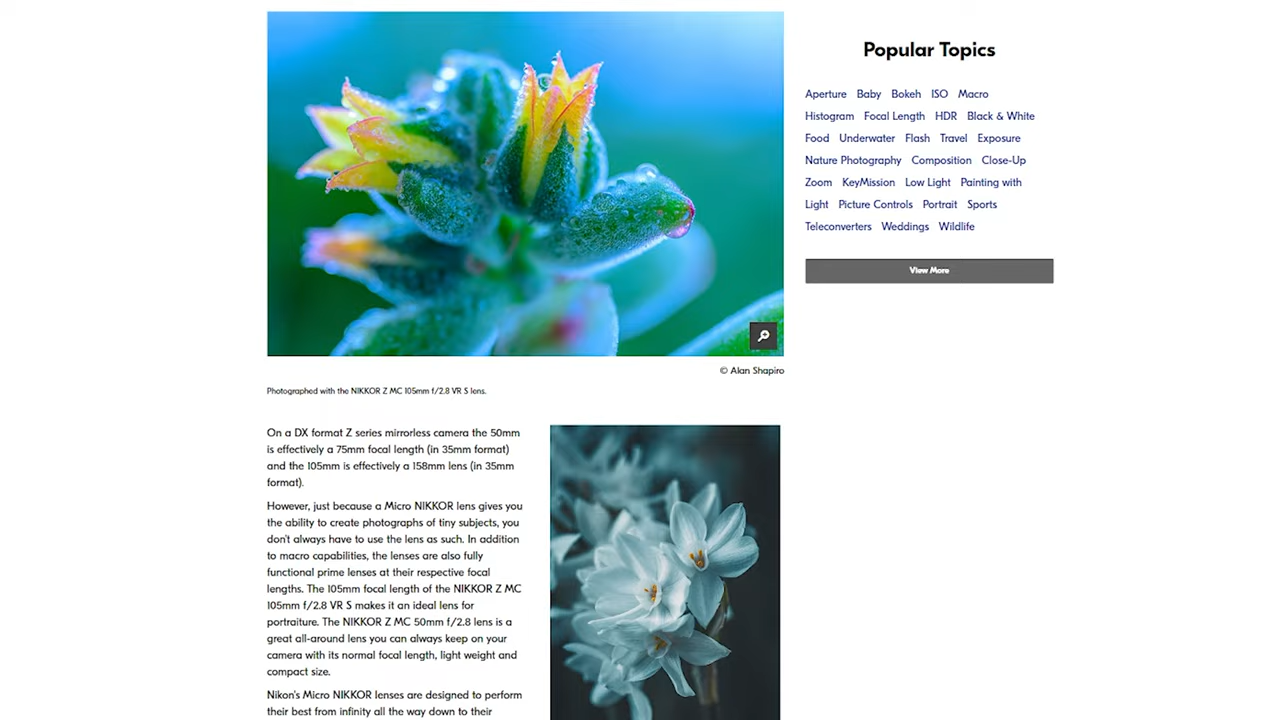 Popular Topics
Aperture Baby Bokeh ISO Macro
Histogram Focal Length HDR Black & White
Food Underwater Flash Travel Exposure
Nature Photography Composition Close-Up
Zoom KeyMission Low Light Painting with
Light Picture Controls Portrait Sports
Teleconverters Weddings Wildlife
View More
© Alan Shapiro
Photographed with the NIKKOR Z MC 105mm f/2.8 VR S lens.
On a DX format Z series mirrorless camera the 50mm
is effectively a 75mm focal length (in 35mm format)
and the 105mm is effectively a 158mm lens (in 35mm
format).
However, just because a Micro NIKKOR lens gives you
the ability to create photographs of tiny subjects, you
don't always have to use the lens as such. In addition
to macro capabilities, the lenses are also fully
functional prime lenses at their respective focal
lengths. The 105mm focal length of the NIKKOR Z MC
105mm f/2.8 VR S makes it an ideal lens for
portraiture. The NIKKOR Z MC 50mm f/2.8 lens is a
great all-around lens you can always keep on your
camera with its normal focal length, light weight and
compact size.
Nikon's Micro NIKKOR lenses are designed to perform
their best from infinity all the way down to their